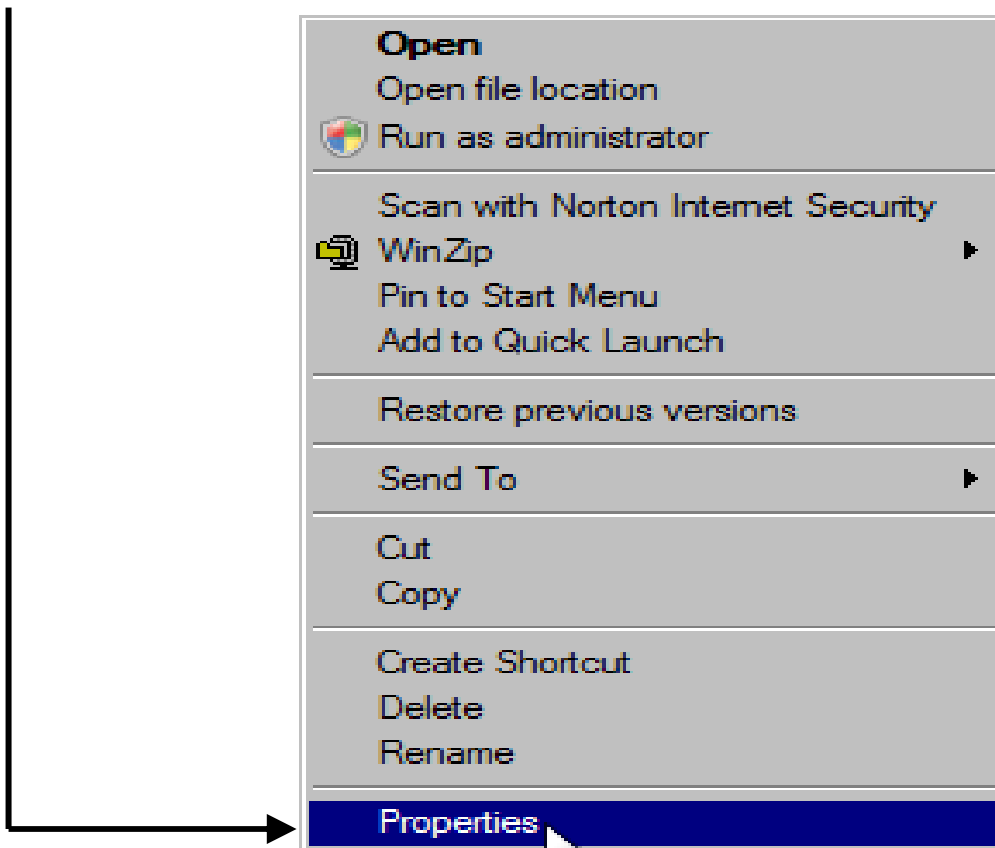 Open
Open file location
Run as administrator
Scan with Norton Internet Security
WinZip
Pin to Start Menu
Add to Quick Launch
Restore previous versions
Send To
Cut
Copy
Create Shortcut
Delete
Rename
Properties